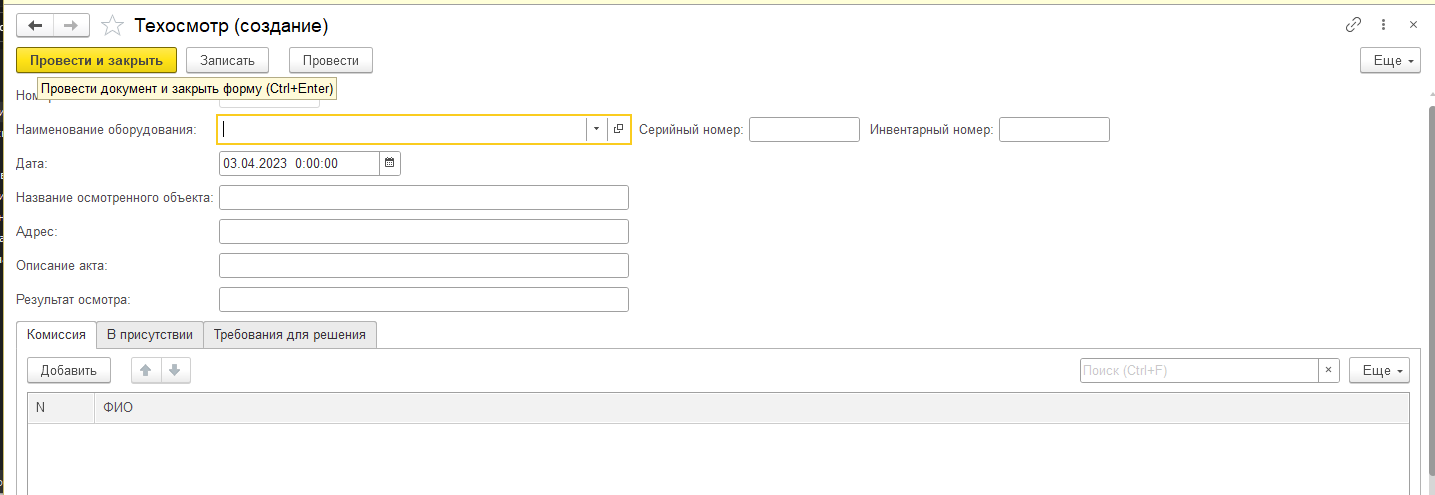 Техосмотр (создание)
Провести и закрыть Записать Провести Еще
Провести документ и закрыть форму (Ctrl+Enter)
Наименование оборудования: Серийный номер: Инвентарный номер:
Дата: 03.04.2023 0:00:00
Название осмотренного объекта:
Адрес:
Описание акта:
Результат осмотра:
Комиссия В присутствии Требования для решения
Добавить Поиск (Ctrl+F) Еще
N ФИО